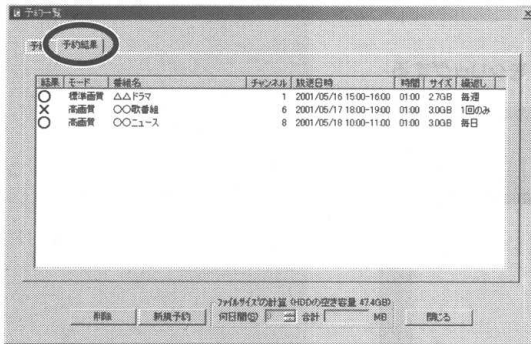 予約一覧
予約 予約結果
結果 モード 番組名 チャンネル 放送日時 時間 サイズ 繰返し
○ 標準画質 △△ドラマ 1 2001/05/16 15:00-16:00 01:00 2.7GB 毎週
× 高画質 ○○歌番組 6 2001/05/17 18:00-19:00 01:00 3.0GB 1回のみ
○ 高画質 ○○ニュース 8 2001/05/18 10:00-11:00 01:00 3.0GB 毎日
ファイルサイズの計算 (HDDの空き容量 47.4GB)
削除 新規予約 何日間(S) 合計 MB 閉じる